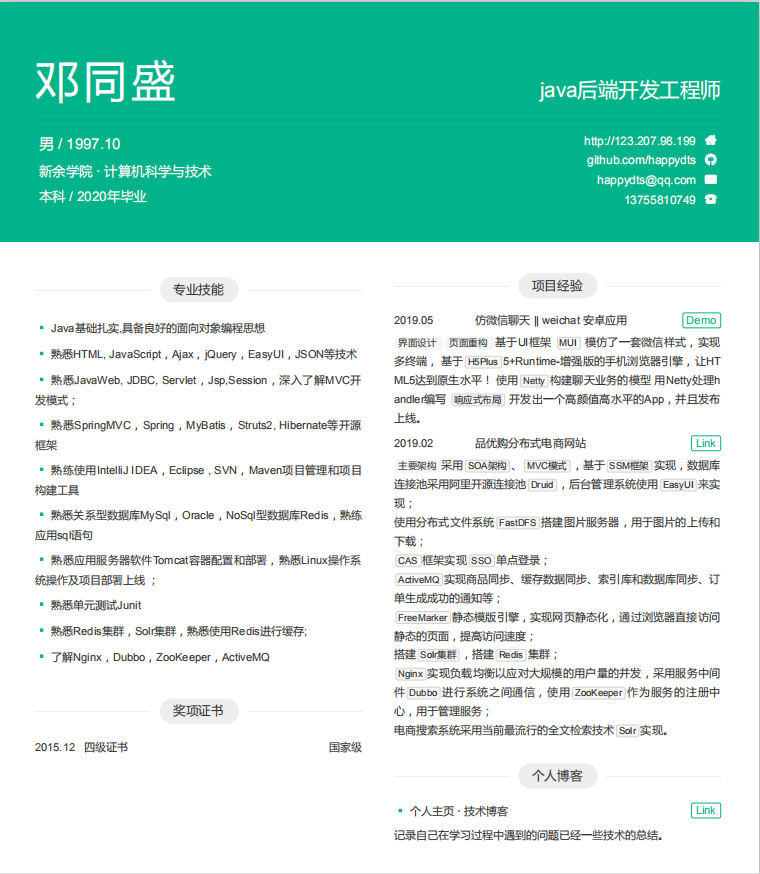 邓同盛
java后端开发工程师
男 / 1997.10
新余学院 · 计算机科学与技术
本科 / 2020年毕业
http://123.207.98.199
github.com/happydts
happydts@qq.com
13755810749
专业技能
Java基础扎实,具备良好的面向对象编程思想
熟悉HTML, JavaScript，Ajax，jQuery，EasyUI，JSON等技术
熟悉JavaWeb, JDBC, Servlet，Jsp,Session，深入了解MVC开
发模式；
熟悉SpringMVC，Spring，MyBatis，Struts2, Hibernate等开源
框架
熟练使用IntelliJ IDEA，Eclipse，SVN，Maven项目管理和项目
构建工具
熟悉关系型数据库MySql，Oracle，NoSql型数据库Redis，熟练
应用sql语句
熟悉应用服务器软件Tomcat容器配置和部署，熟悉Linux操作系
统操作及项目部署上线 ；
熟悉单元测试Junit
熟悉Redis集群，Solr集群，熟悉使用Redis进行缓存;
了解Nginx，Dubbo，ZooKeeper，ActiveMQ
奖项证书
2015.12 四级证书 国家级
项目经验
2019.05 仿微信聊天 ‖ weichat 安卓应用 Demo
界面设计 页面重构 基于UI框架 MUI 模仿了一套微信样式，实现
多终端，基于 H5Plus 5+Runtime-增强版的手机浏览器引擎，让HT
ML5达到原生水平！ 使用 Netty 构建聊天业务的模型 用Netty处理h
andler编写 响应式布局 开发出一个高颜值高水平的App，并且发布
上线。
2019.02 品优购分布式电商网站 Link
主要架构 采用 SOA架构 、 MVC模式 ，基于 SSM框架 实现，数据库
连接池采用阿里开源连接池 Druid ，后台管理系统使用 EasyUI 来实
现；
使用分布式文件系统 FastDFS 搭建图片服务器，用于图片的上传和
下载；
CAS 框架实现 SSO 单点登录；
ActiveMQ 实现商品同步、缓存数据同步、索引库和数据库同步、订
单生成成功的通知等；
FreeMarker 静态模版引擎，实现网页静态化，通过浏览器直接访问
静态的页面，提高访问速度；
搭建 Solr集群 ，搭建 Redis 集群；
Nginx 实现负载均衡以应对大规模的用户量的并发，采用服务中间
件 Dubbo 进行系统之间通信，使用 ZooKeeper 作为服务的注册中
心，用于管理服务；
电商搜索系统采用当前最流行的全文检索技术 Solr 实现。
个人博客
个人主页 · 技术博客 Link
记录自己在学习过程中遇到的问题已经一些技术的总结。